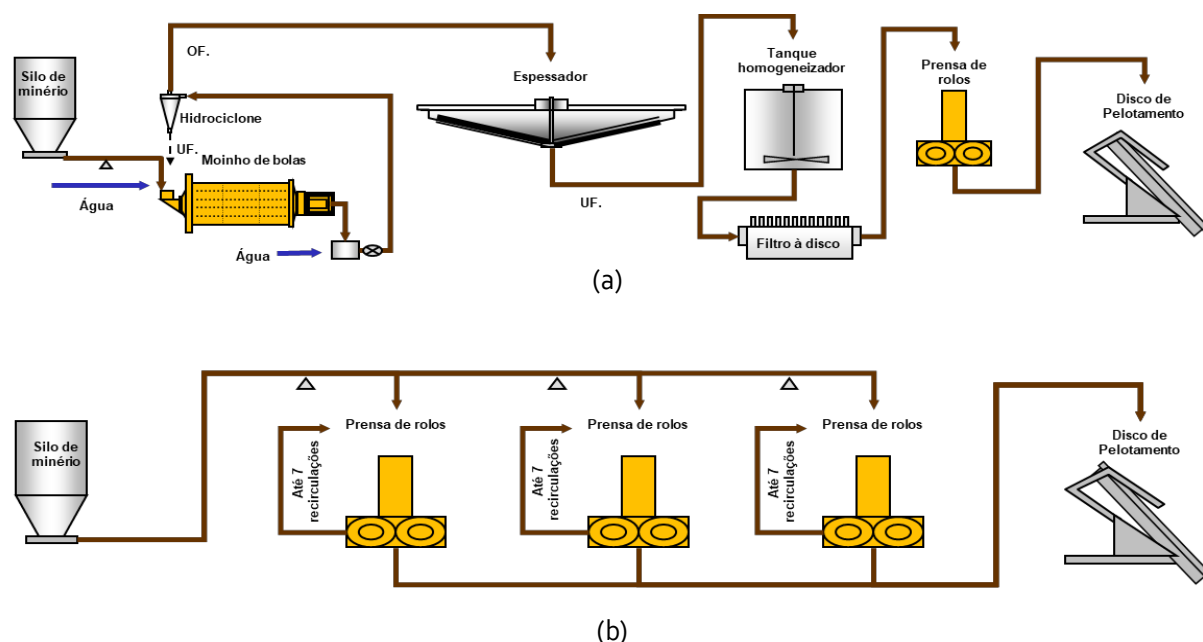 OF.
Silo de
minério
Hidrociclone
UF.
Moinho de bolas
Água
Água
Espessador
UF.
Tanque
homogeneizador
Filtro à disco
Prensa de
rolos
Disco de
Pelotamento
(a)
Silo de
minério
Até 7
recirculações
Prensa de rolos
Até 7
recirculações
Prensa de rolos
Até 7
recirculações
Prensa de rolos
Disco de
Pelotamento
(b)